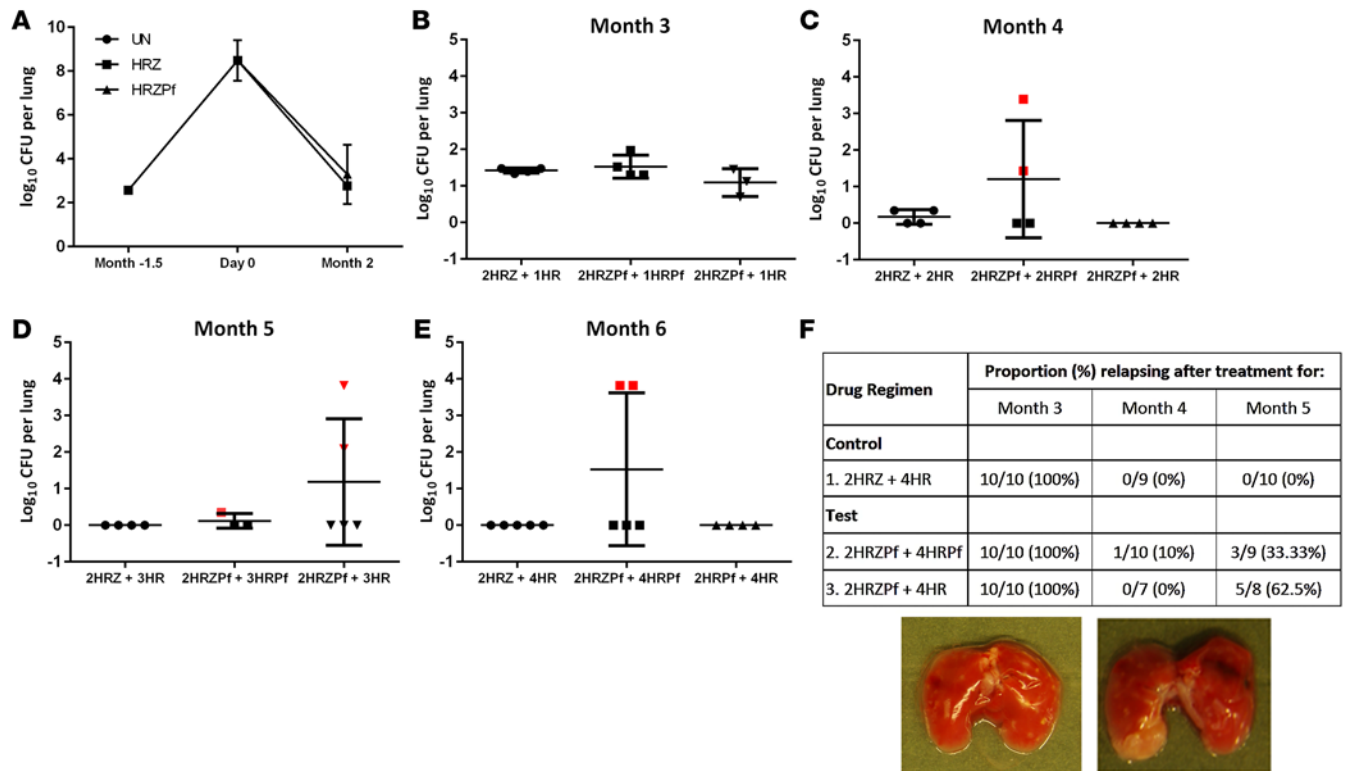 A
log10 CFU per lung
10
8
6
4
2
0
UN
HRZ
HRZPf
Month -1.5 Day 0 Month 2
B
Month 3
Log10 CFU per lung
5
4
3
2
1
0
-1
2HRZ + 1HR 2HRZPf + 1HRPf 2HRZPf + 1HR
C
Month 4
Log10 CFU per lung
5
4
3
2
1
0
-1
2HRZ + 2HR 2HRZPf + 2HRPf 2HRZPf + 2HR
D
Month 5
Log10 CFU per lung
5
4
3
2
1
0
-1
2HRZ + 3HR 2HRZPf + 3HRPf 2HRZPf + 3HR
E
Month 6
Log10 CFU per lung
5
4
3
2
1
0
-1
2HRZ + 4HR 2HRZPf + 4HRPf 2HRPf + 4HR
F
Drug Regimen Proportion (%) relapsing after treatment for:
Month 3 Month 4 Month 5
Control
1. 2HRZ + 4HR 10/10 (100%) 0/9 (0%) 0/10 (0%)
Test
2. 2HRZPf + 4HRPf 10/10 (100%) 1/10 (10%) 3/9 (33.33%)
3. 2HRZPf + 4HR 10/10 (100%) 0/7 (0%) 5/8 (62.5%)